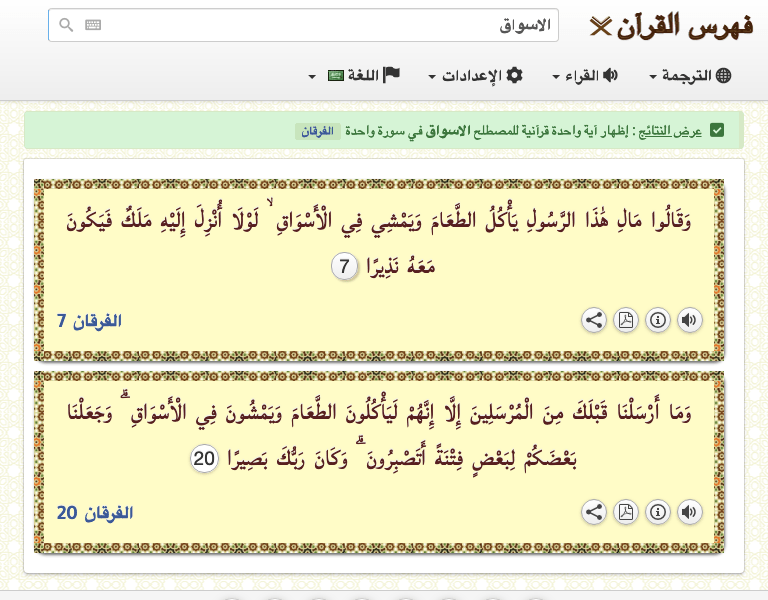 فهرس القرآن
الاسواق
الترجمة القراء الإعدادات اللغة
عرض النتائج : إظهار آية واحدة قرآنية للمصطلح الاسواق في سورة واحدة الفرقان
وَقَالُوا مَالِ هَٰذَا الرَّسُولِ يَأْكُلُ الطَّعَامَ وَيَمْشِي فِي الْأَسْوَاقِ ۙ لَوْلَا أُنْزِلَ إِلَيْهِ مَلَكٌ فَيَكُونَ
مَعَهُ نَذِيرًا 7
الفرقان 7
وَمَا أَرْسَلْنَا قَبْلَكَ مِنَ الْمُرْسَلِينَ إِلَّا إِنَّهُمْ لَيَأْكُلُونَ الطَّعَامَ وَيَمْشُونَ فِي الْأَسْوَاقِ ۗ وَجَعَلْنَا
بَعْضَكُمْ لِبَعْضٍ فِتْنَةً أَتَصْبِرُونَ ۗ وَكَانَ رَبُّكَ بَصِيرًا 20
الفرقان 20